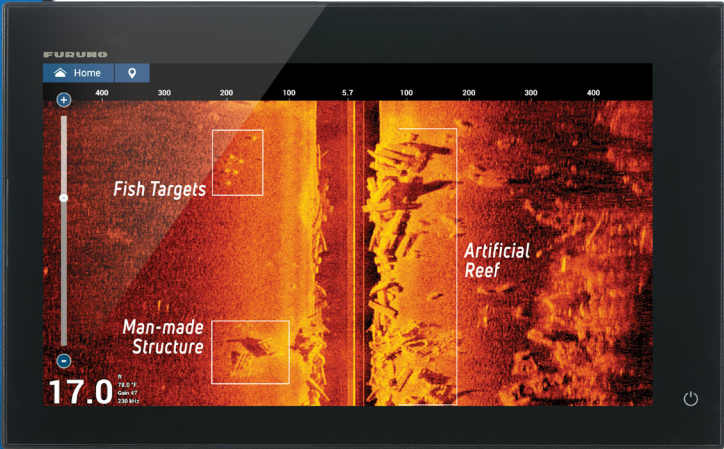 FURUNO
Home
400 300 200 100 5.7 100 200 300 400
+
Fish Targets
Artificial
Reef
Man-made
Structure
-
17.0
ft
78.0 °F.
Gain 47
230 kHz